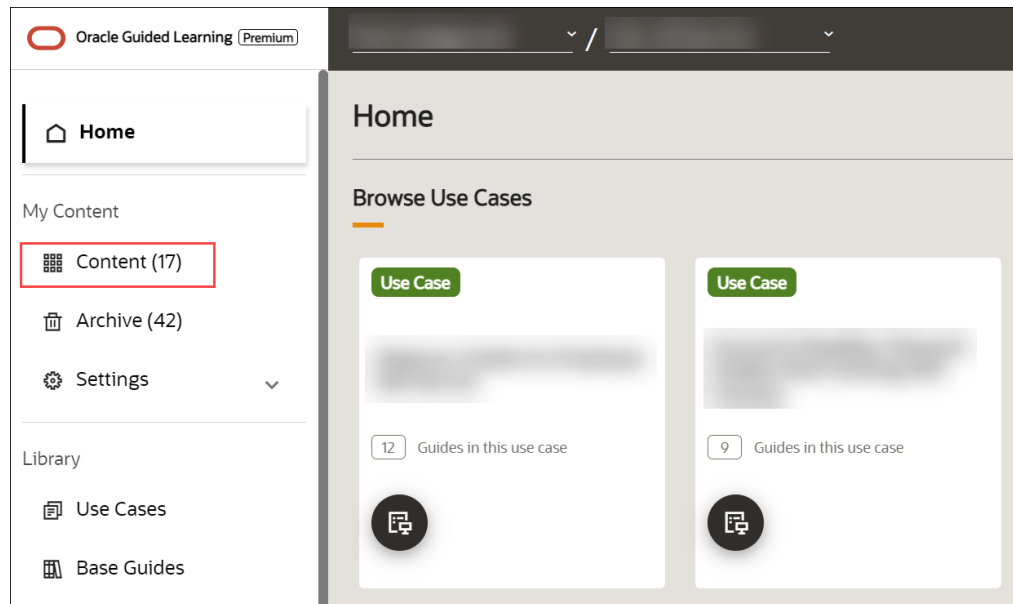 Oracle Guided Learning Premium
/
Home
Home
My Content
Browse Use Cases
Content (17)
Use Case
Use Case
Archive (42)
Settings
12 Guides in this use case
9 Guides in this use case
Library
Use Cases
Base Guides